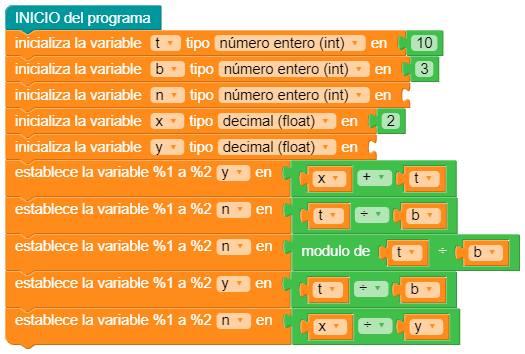 INICIO del programa
inicializa la variable t tipo número entero (int) en 10
inicializa la variable b tipo número entero (int) en 3
inicializa la variable n tipo número entero (int) en
inicializa la variable x tipo decimal (float) en 2
inicializa la variable y tipo decimal (float) en
establece la variable %1 a %2 y en x + t
establece la variable %1 a %2 n en t ÷ b
establece la variable %1 a %2 n en modulo de t ÷ b
establece la variable %1 a %2 y en t ÷ b
establece la variable %1 a %2 n en x ÷ y